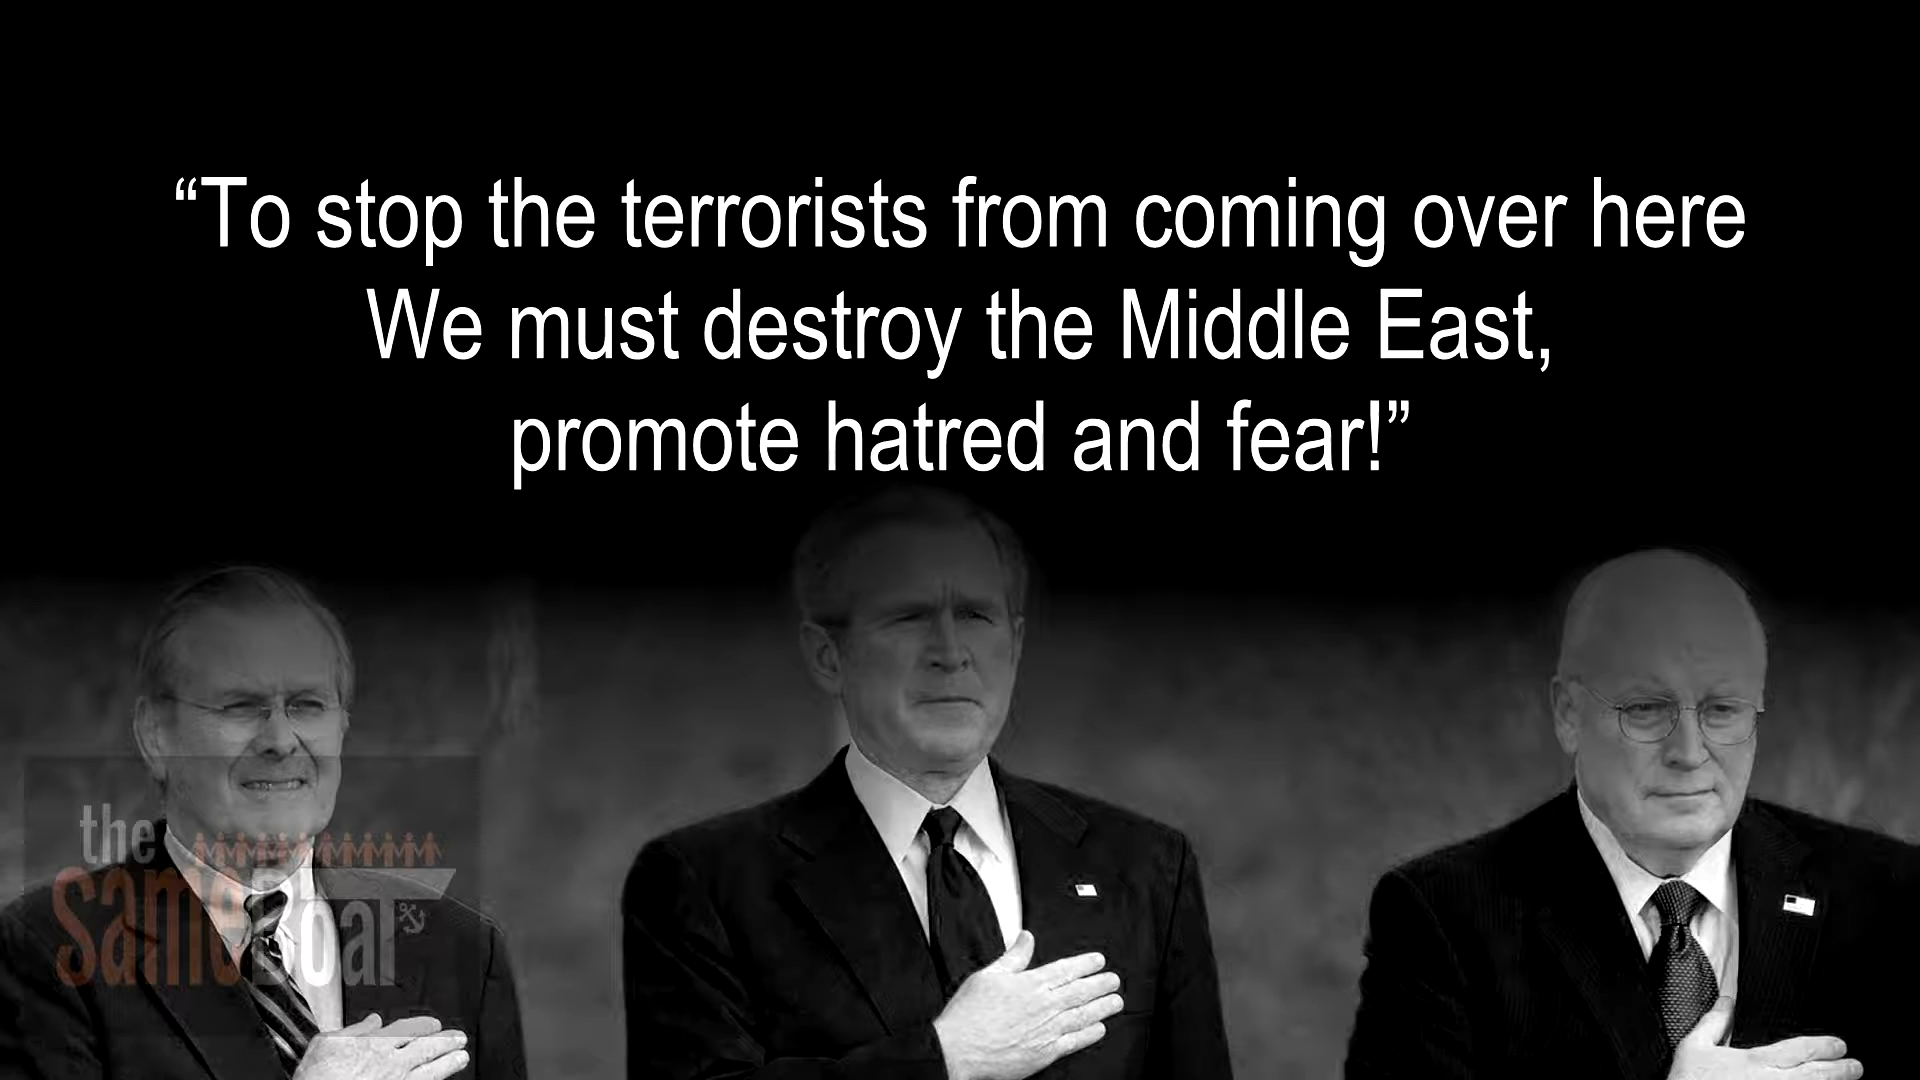 “To stop the terrorists from coming over here
We must destroy the Middle East,
promote hatred and fear!”
the
SameBoat